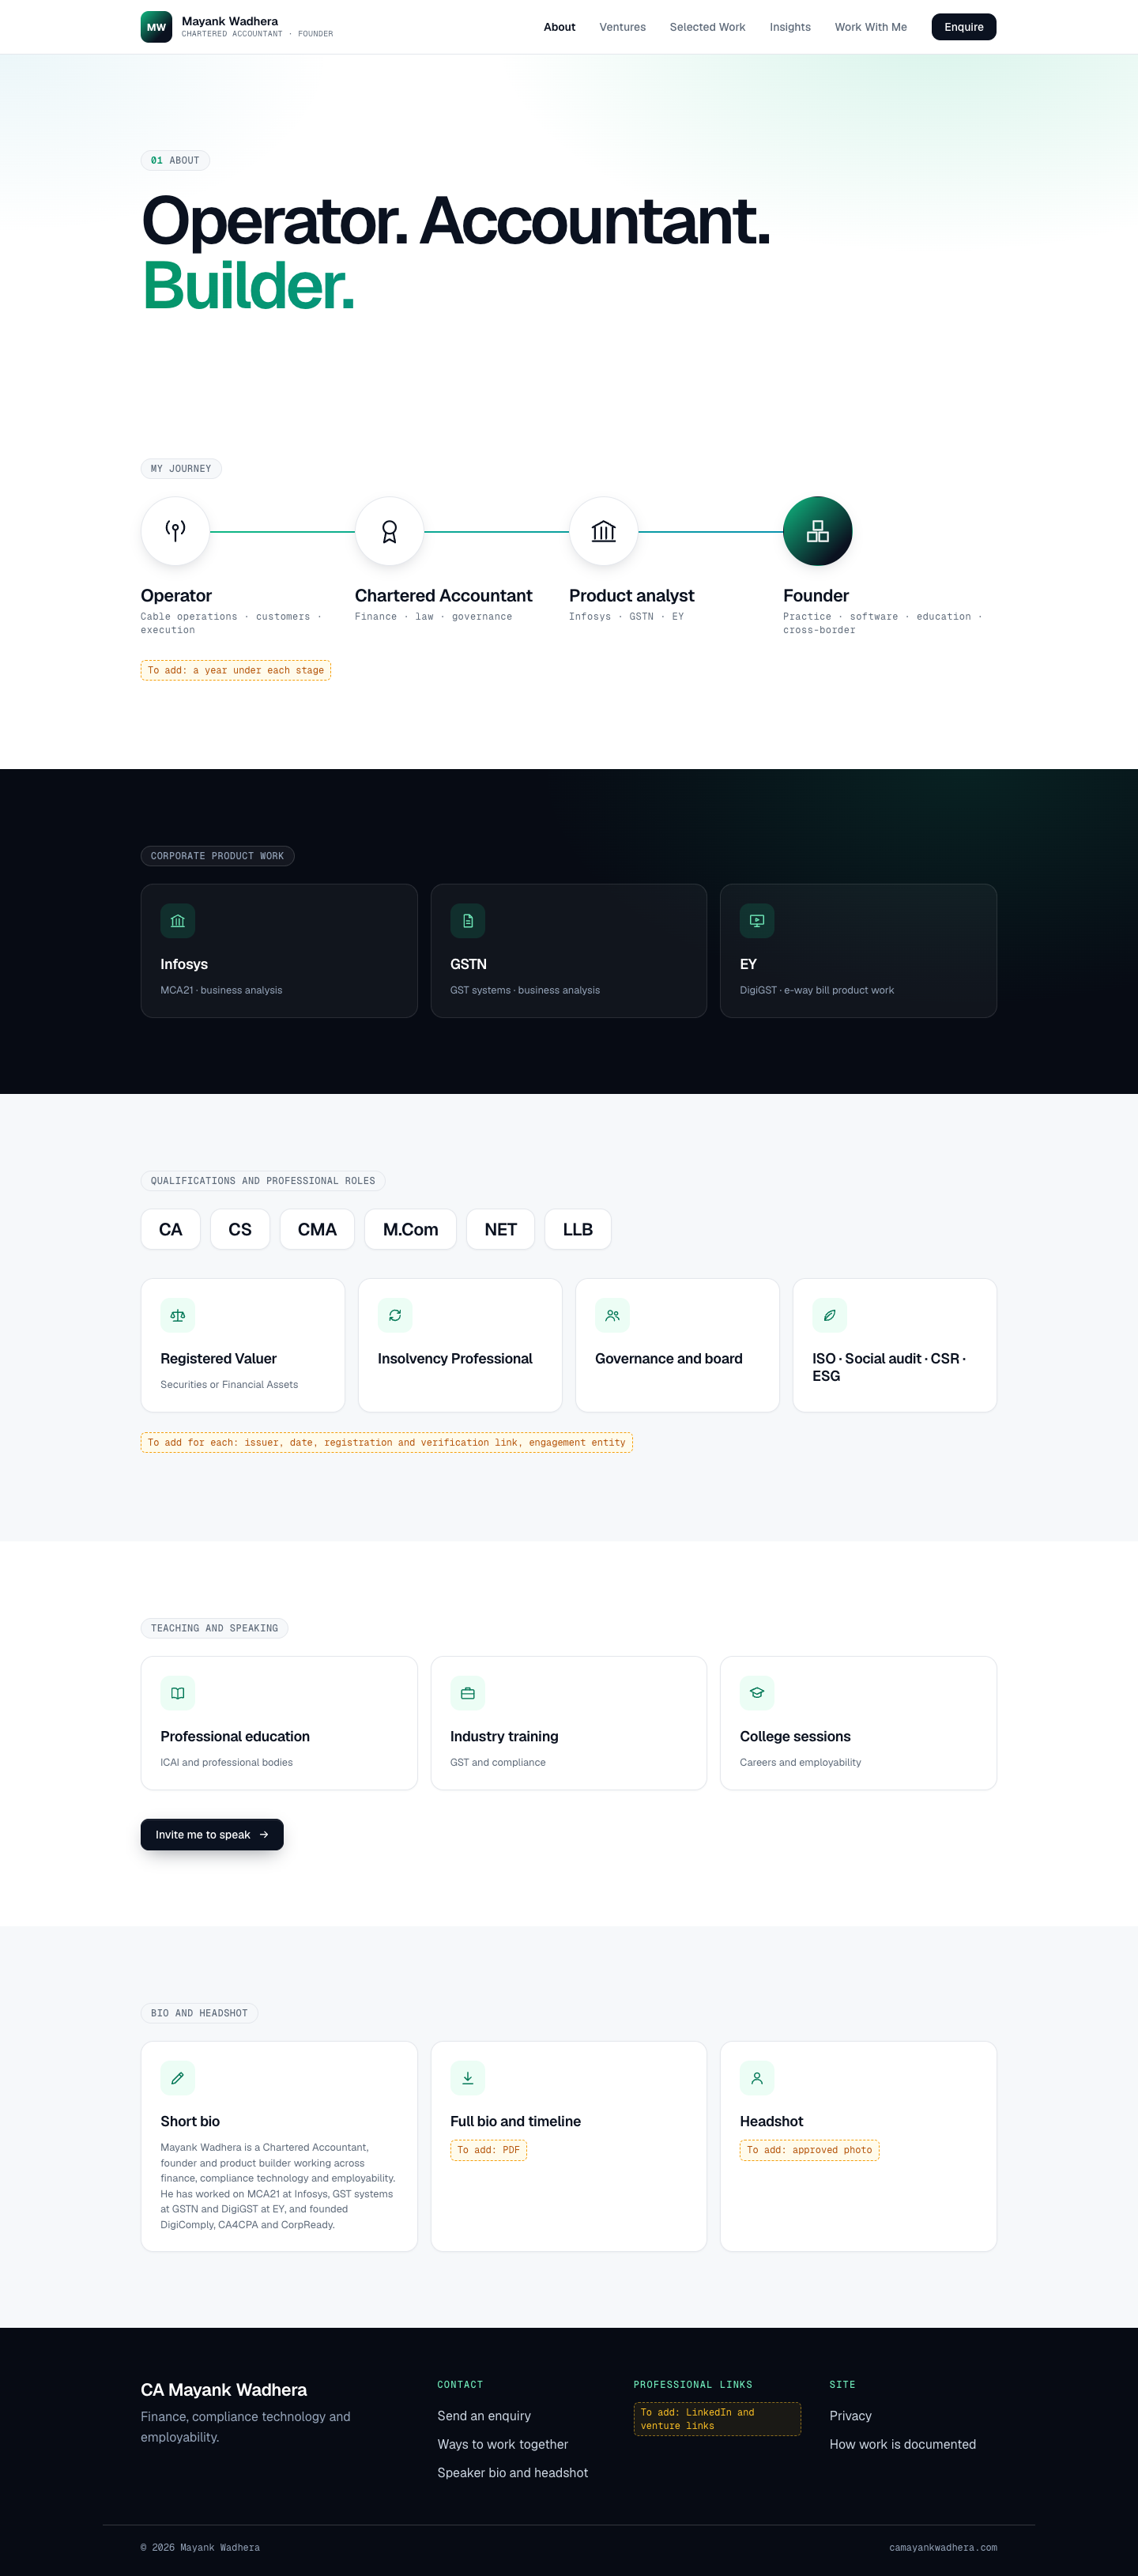 MW
Mayank Wadhera
CHARTERED ACCOUNTANT · FOUNDER
About
Ventures
Selected Work
Insights
Work With Me
Enquire
01 ABOUT
Operator. Accountant.
Builder.
MY JOURNEY
Operator
Cable operations · customers ·
execution
Chartered Accountant
Finance · law · governance
Product analyst
Infosys · GSTN · EY
Founder
Practice · software · education ·
cross-border
To add: a year under each stage
CORPORATE PRODUCT WORK
Infosys
MCA21 · business analysis
GSTN
GST systems · business analysis
EY
DigiGST · e-way bill product work
QUALIFICATIONS AND PROFESSIONAL ROLES
CA
CS
CMA
M.Com
NET
LLB
Registered Valuer
Securities or Financial Assets
Insolvency Professional
Governance and board
ISO · Social audit · CSR ·
ESG
To add for each: issuer, date, registration and verification link, engagement entity
TEACHING AND SPEAKING
Professional education
ICAI and professional bodies
Industry training
GST and compliance
College sessions
Careers and employability
Invite me to speak →
BIO AND HEADSHOT
Short bio
Mayank Wadhera is a Chartered Accountant,
founder and product builder working across
finance, compliance technology and employability.
He has worked on MCA21 at Infosys, GST systems
at GSTN and DigiGST at EY, and founded
DigiComply, CA4CPA and CorpReady.
Full bio and timeline
To add: PDF
Headshot
To add: approved photo
CA Mayank Wadhera
Finance, compliance technology and
employability.
CONTACT
Send an enquiry
Ways to work together
Speaker bio and headshot
PROFESSIONAL LINKS
To add: LinkedIn and
venture links
SITE
Privacy
How work is documented
© 2026 Mayank Wadhera
camayankwadhera.com